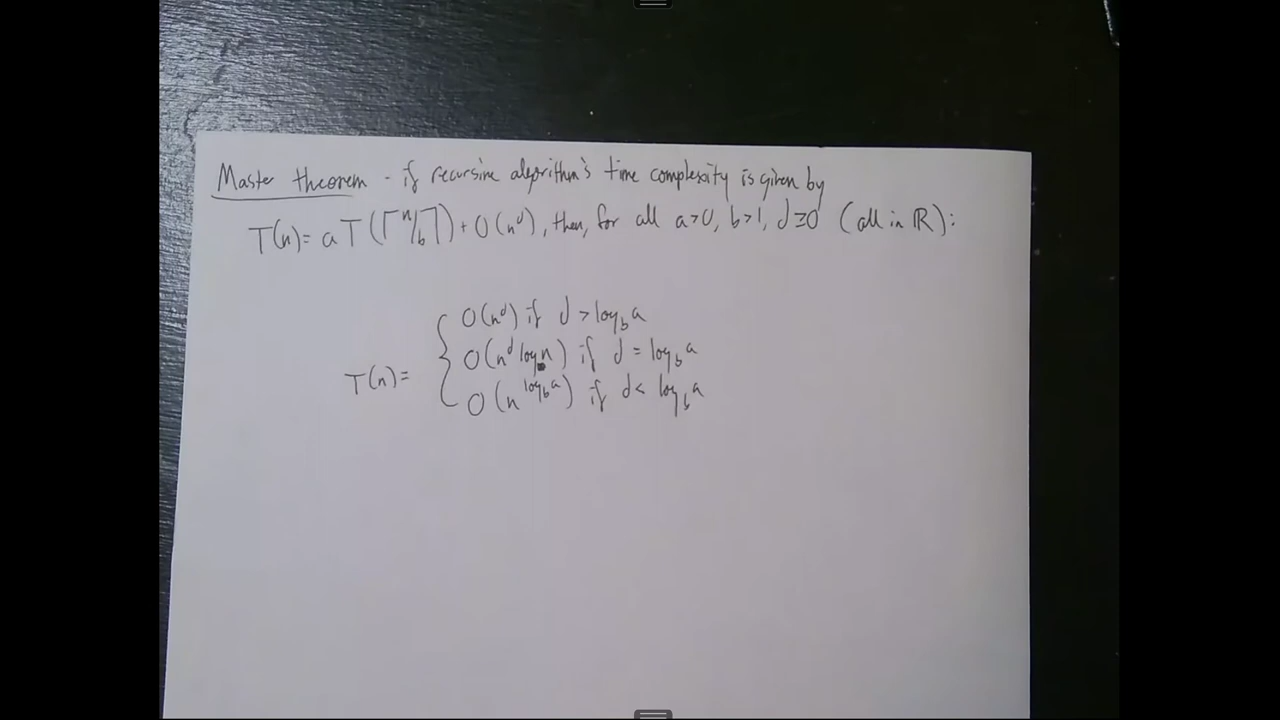 Master theorem - if recursive algorithm's time complexity is given by
T(n) = a T(⌈n/b⌉) + O(n^d), then, for all a>0, b>1, d≥0 (all in ℝ):
O(n^d) if d > log_b a
O(n^d log n) if d = log_b a
T(n) =
O(n^{log_b a}) if d < log_b a